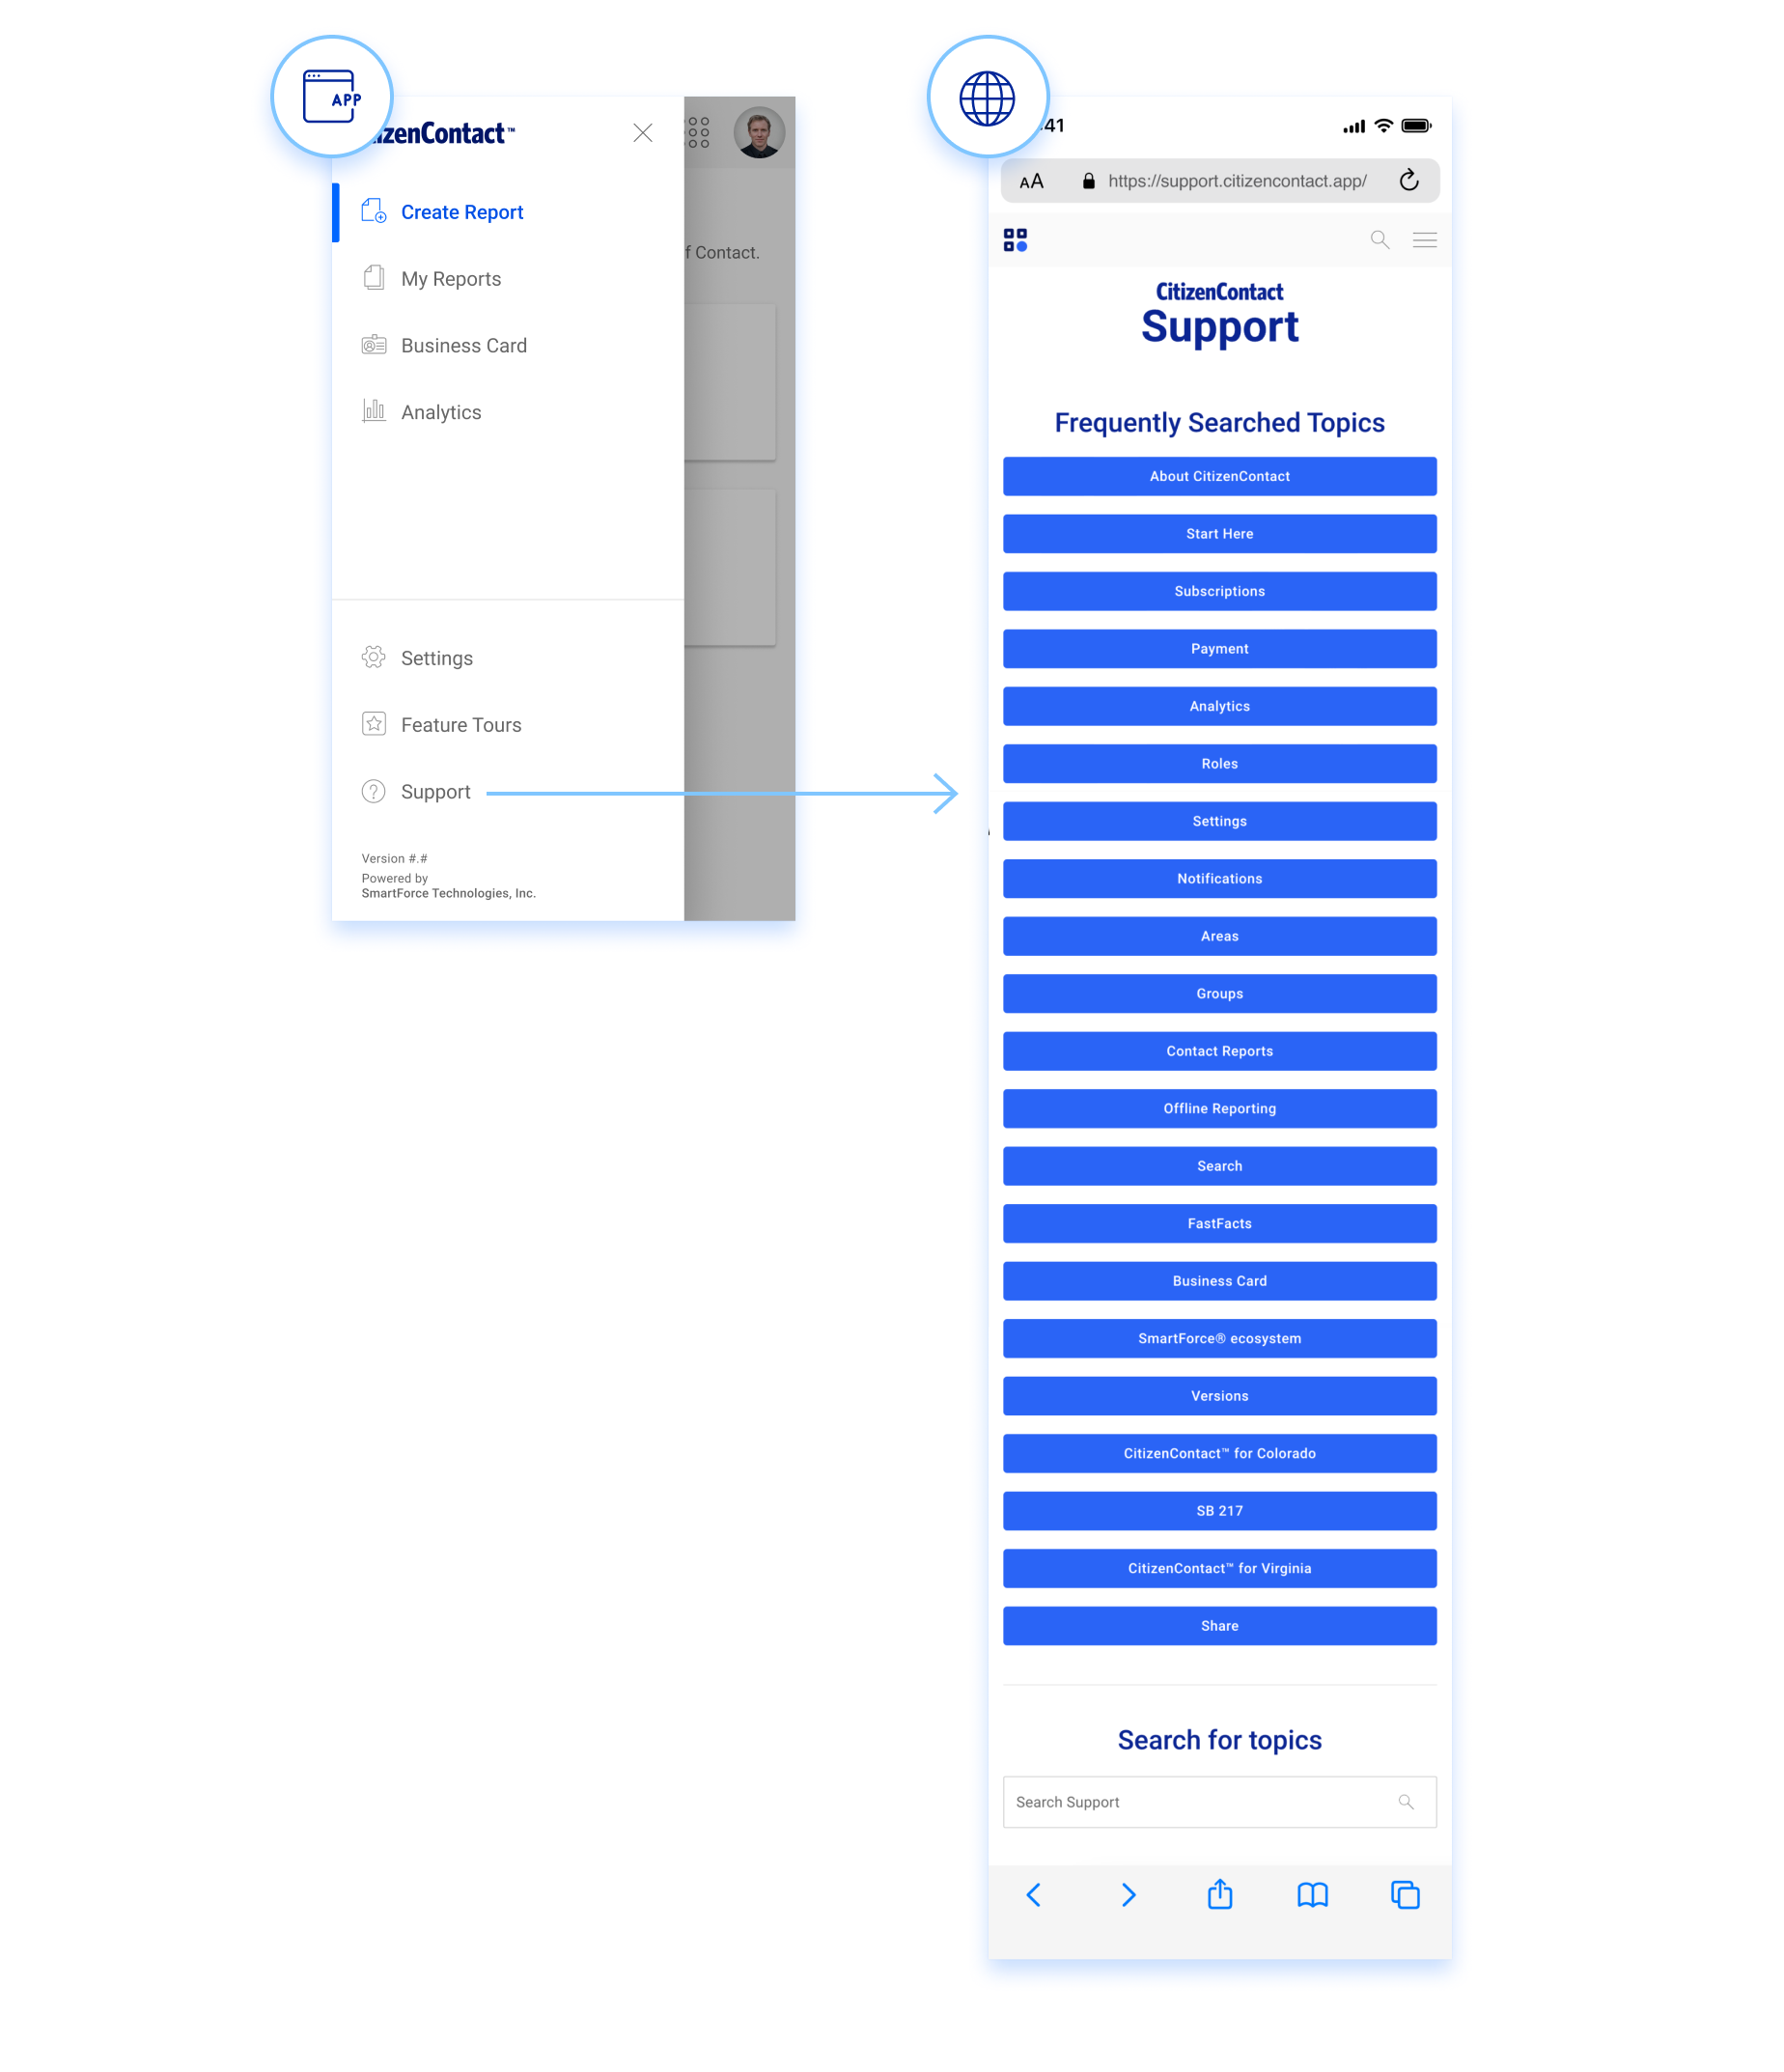 APP
izenContact™
Create Report
My Reports
Business Card
Analytics
Settings
Feature Tours
Support
Version #.#
Powered by
SmartForce Technologies, Inc.
f Contact.
41
AA
https://support.citizencontact.app/
CitizenContact
Support
Frequently Searched Topics
About CitizenContact
Start Here
Subscriptions
Payment
Analytics
Roles
Settings
Notifications
Areas
Groups
Contact Reports
Offline Reporting
Search
FastFacts
Business Card
SmartForce® ecosystem
Versions
CitizenContact™ for Colorado
SB 217
CitizenContact™ for Virginia
Share
Search for topics
Search Support